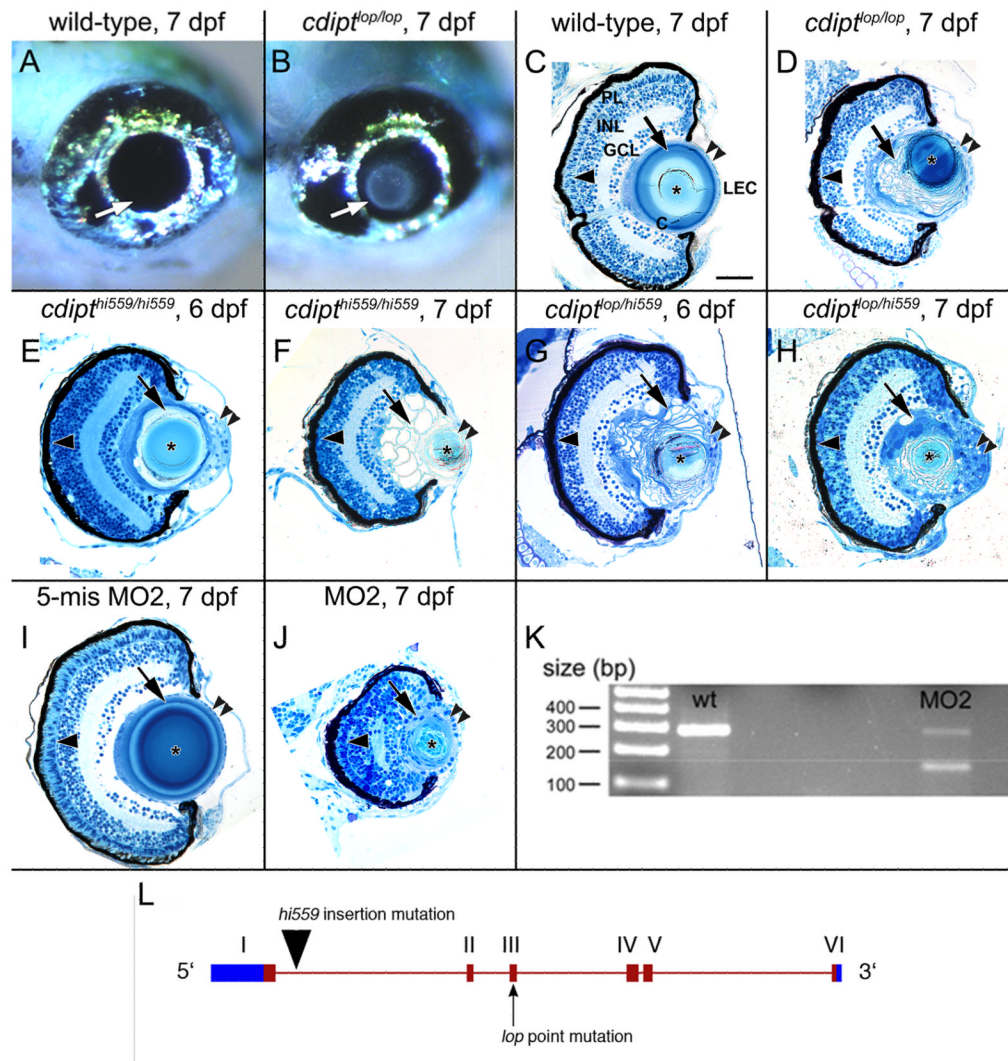 wild-type, 7 dpf
cdipt^lop/lop, 7 dpf
wild-type, 7 dpf
cdipt^lop/lop, 7 dpf
A
B
C
D
PL
INL
GCL
*
*
LEC
C
cdipt^hi559/hi559, 6 dpf
cdipt^hi559/hi559, 7 dpf
cdipt^lop/hi559, 6 dpf
cdipt^lop/hi559, 7 dpf
E
F
G
H
*
*
*
*
5-mis MO2, 7 dpf
MO2, 7 dpf
I
J
K
*
*
size (bp)
wt
MO2
400
300
200
100
L
hi559 insertion mutation
I
II
III
IV
V
VI
5‘
3‘
lop point mutation